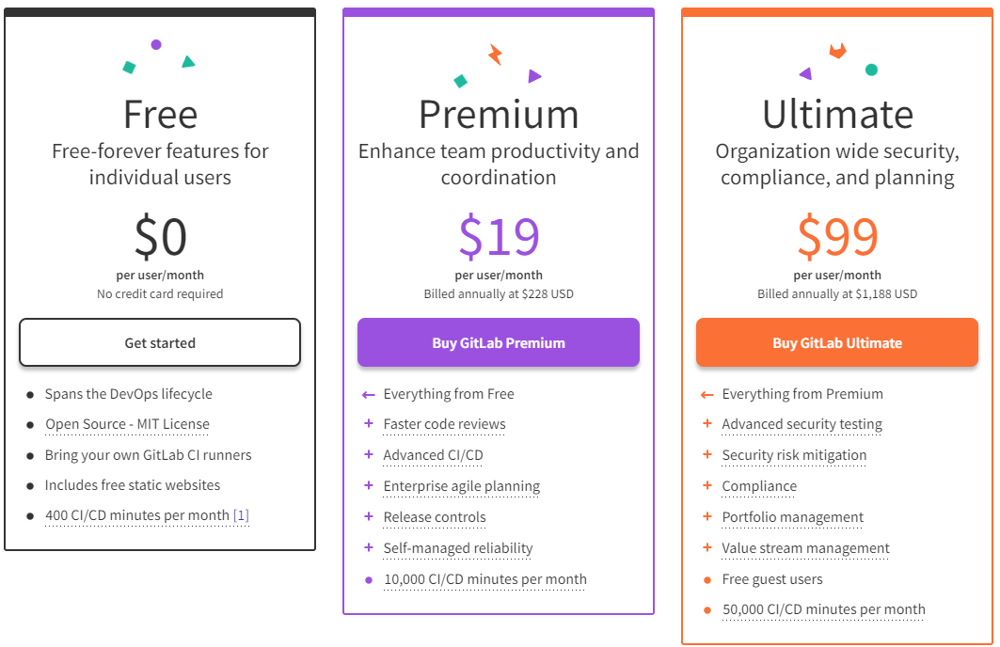 Free
Free-forever features for
individual users
$0
per user/month
No credit card required
Get started
Spans the DevOps lifecycle
Open Source - MIT License
Bring your own GitLab CI runners
Includes free static websites
400 CI/CD minutes per month [1]
Premium
Enhance team productivity and
coordination
$19
per user/month
Billed annually at $228 USD
Buy GitLab Premium
← Everything from Free
+ Faster code reviews
+ Advanced CI/CD
+ Enterprise agile planning
+ Release controls
+ Self-managed reliability
10,000 CI/CD minutes per month
Ultimate
Organization wide security,
compliance, and planning
$99
per user/month
Billed annually at $1,188 USD
Buy GitLab Ultimate
← Everything from Premium
+ Advanced security testing
+ Security risk mitigation
+ Compliance
+ Portfolio management
+ Value stream management
Free guest users
50,000 CI/CD minutes per month